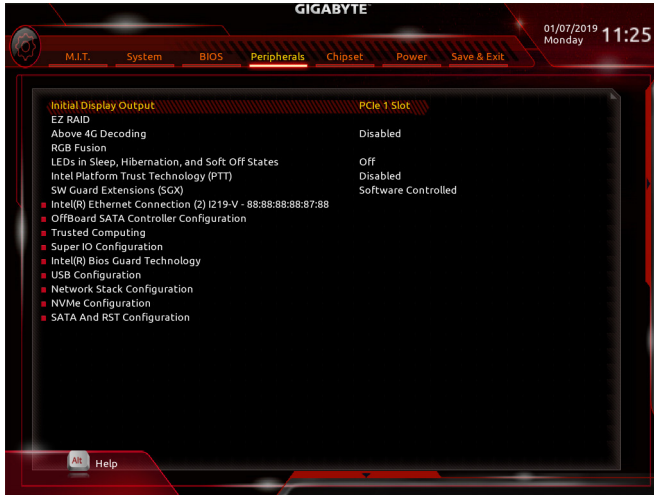 GIGABYTE™
01/07/2019 Monday 11:25
M.I.T. System BIOS Peripherals Chipset Power Save & Exit
Initial Display Output PCIe 1 Slot
EZ RAID
Above 4G Decoding Disabled
RGB Fusion
LEDs in Sleep, Hibernation, and Soft Off States Off
Intel Platform Trust Technology (PTT) Disabled
SW Guard Extensions (SGX) Software Controlled
Intel(R) Ethernet Connection (2) I219-V - 88:88:88:88:87:88
OffBoard SATA Controller Configuration
Trusted Computing
Super IO Configuration
Intel(R) Bios Guard Technology
USB Configuration
Network Stack Configuration
NVMe Configuration
SATA And RST Configuration
Alt Help